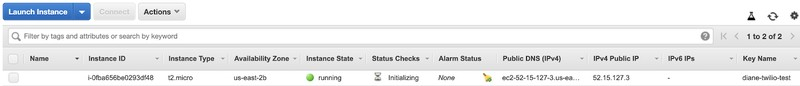 Launch Instance Connect Actions
Filter by tags and attributes or search by keyword 1 to 2 of 2
Name Instance ID Instance Type Availability Zone Instance State Status Checks Alarm Status Public DNS (IPv4) IPv4 Public IP IPv6 IPs Key Name
i-0fba656be0293df48 t2.micro us-east-2b running Initializing None ec2-52-15-127-3.us-ea... 52.15.127.3 - diane-twilio-test